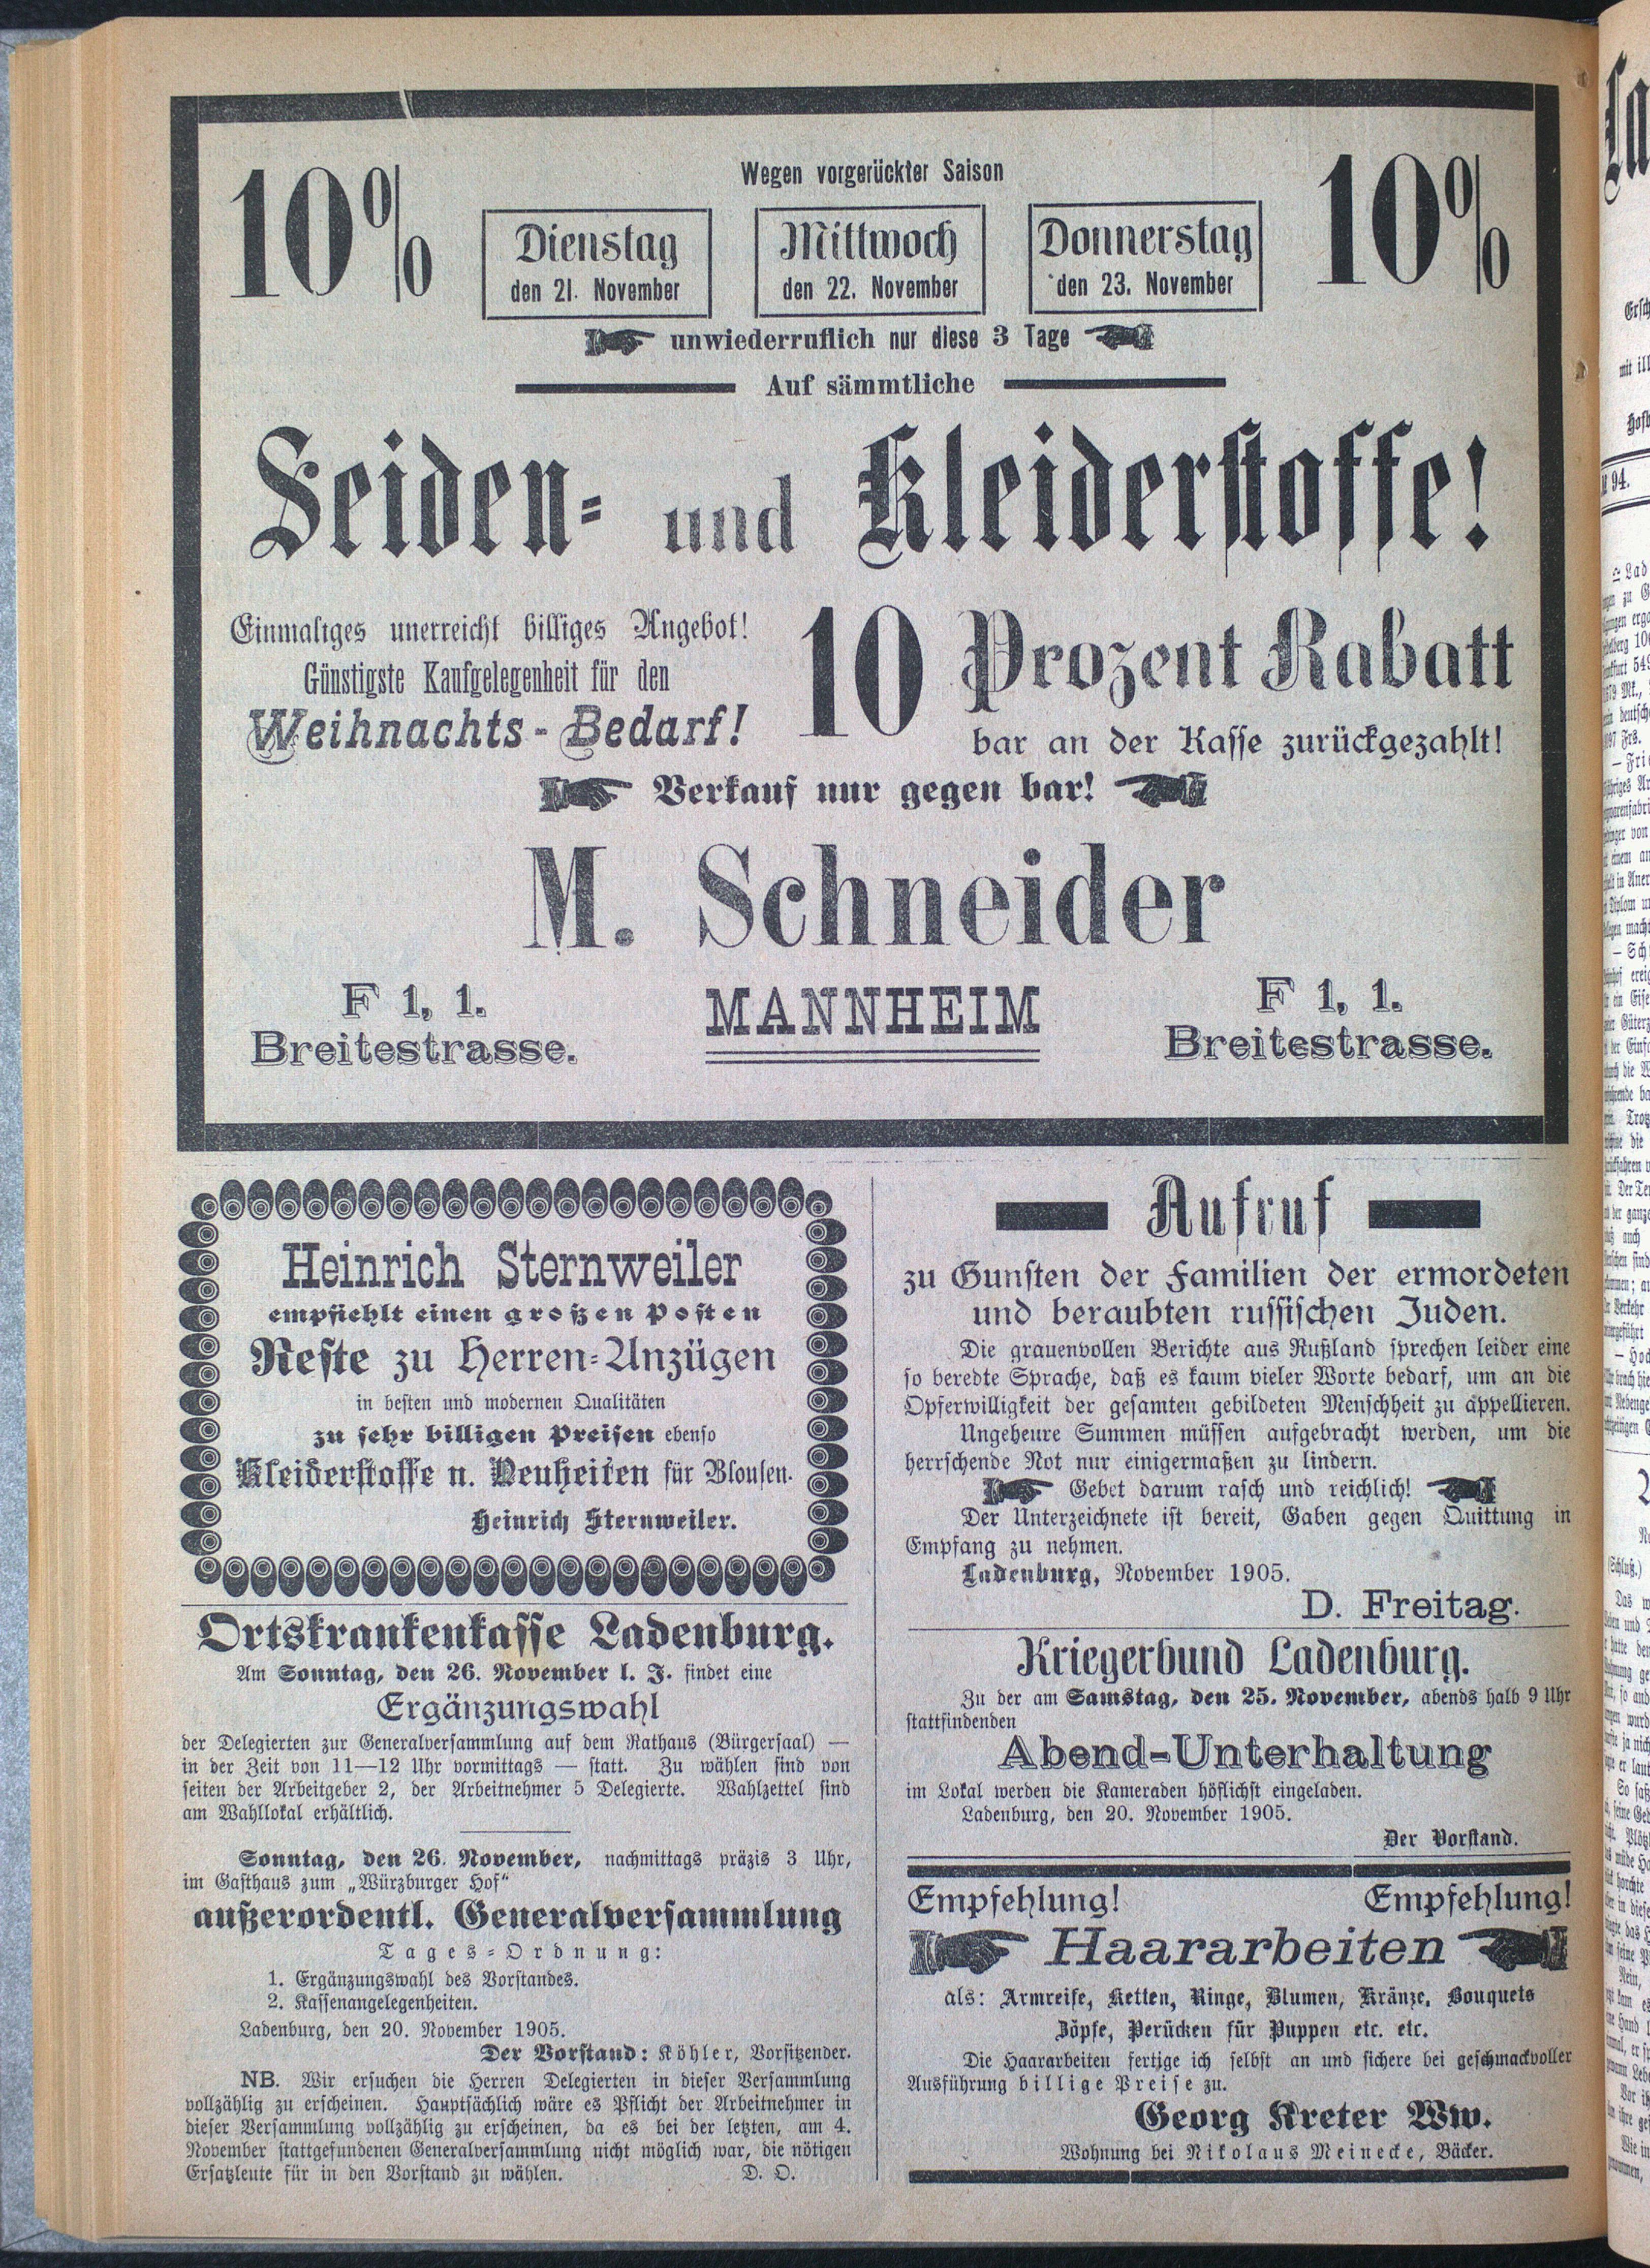 10%
Wegen vorgerückter Saison
10%
Dienstag
den 21. November
Mittwoch
den 22. November
Donnerstag
den 23. November
unwiederruflich nur diese 3 Tage
Auf sämmtliche
Seiden- und Kleiderstoffe!
Einmaliges unerreicht billiges Angebot!
Günstigste Kaufgelegenheit für den
Weihnachts-Bedarf!
10 Prozent Rabatt
bar an der Kasse zurückgezahlt!
Verkauf nur gegen bar!
M. Schneider
F 1, 1.
Breitestrasse.
MANNHEIM
F 1, 1.
Breitestrasse.
Heinrich Sternweiler
empfiehlt einen großen Posten
Reste zu Herren-Anzügen
in besten und modernen Qualitäten
zu sehr billigen Preisen ebenso
Kleiderstoffe u. Neuheiten für Blousen.
Heinrich Sternweiler.
Ortskrankenkasse Ladenburg.
Am Sonntag, den 26. November l. J. findet eine
Ergänzungswahl
der Delegierten zur Generalversammlung auf dem Rathaus (Bürgersaal) —
in der Zeit von 11—12 Uhr vormittags — statt. Zu wählen sind von
seiten der Arbeitgeber 2, der Arbeitnehmer 5 Delegierte. Wahlzettel sind
am Wahllokal erhältlich.
Sonntag, den 26. November, nachmittags präzis 3 Uhr,
im Gasthaus zum „Würzburger Hof“
außerordentl. Generalversammlung
Tages-Ordnung:
1. Ergänzungswahl des Vorstandes.
2. Kassenangelegenheiten.
Ladenburg, den 20. November 1905.
Der Vorstand: Köhler, Vorsitzender.
NB. Wir ersuchen die Herren Delegierten in dieser Versammlung
vollzählig zu erscheinen. Hauptsächlich wäre es Pflicht der Arbeitnehmer in
dieser Versammlung vollzählig zu erscheinen, da es bei der letzten, am 4.
November stattgefundenen Generalversammlung nicht möglich war, die nötigen
Ersatzleute für in den Vorstand zu wählen. D. O.
Aufruf
zu Gunsten der Familien der ermordeten
und beraubten russischen Juden.
Die grauenvollen Berichte aus Rußland sprechen leider eine
so beredte Sprache, daß es kaum vieler Worte bedarf, um an die
Opferwilligkeit der gesamten gebildeten Menschheit zu appellieren.
Ungeheure Summen müssen aufgebracht werden, um die
herrschende Not nur einigermaßen zu lindern.
Gebet darum rasch und reichlich!
Der Unterzeichnete ist bereit, Gaben gegen Quittung in
Empfang zu nehmen.
Ladenburg, November 1905.
D. Freitag.
Kriegerbund Ladenburg.
Zu der am Samstag, den 25. November, abends halb 9 Uhr
stattfindenden
Abend-Unterhaltung
im Lokal werden die Kameraden höflichst eingeladen.
Ladenburg, den 20. November 1905.
Der Vorstand.
Empfehlung! Empfehlung!
Haararbeiten
als: Armreife, Ketten, Ringe, Blumen, Kränze, Bouquets
Zöpfe, Perücken für Puppen etc. etc.
Die Haararbeiten fertige ich selbst an und sichere bei geschmackvoller
Ausführung billige Preise zu.
Georg Kreter Ww.
Wohnung bei Nikolaus Meinecke, Bäcker.